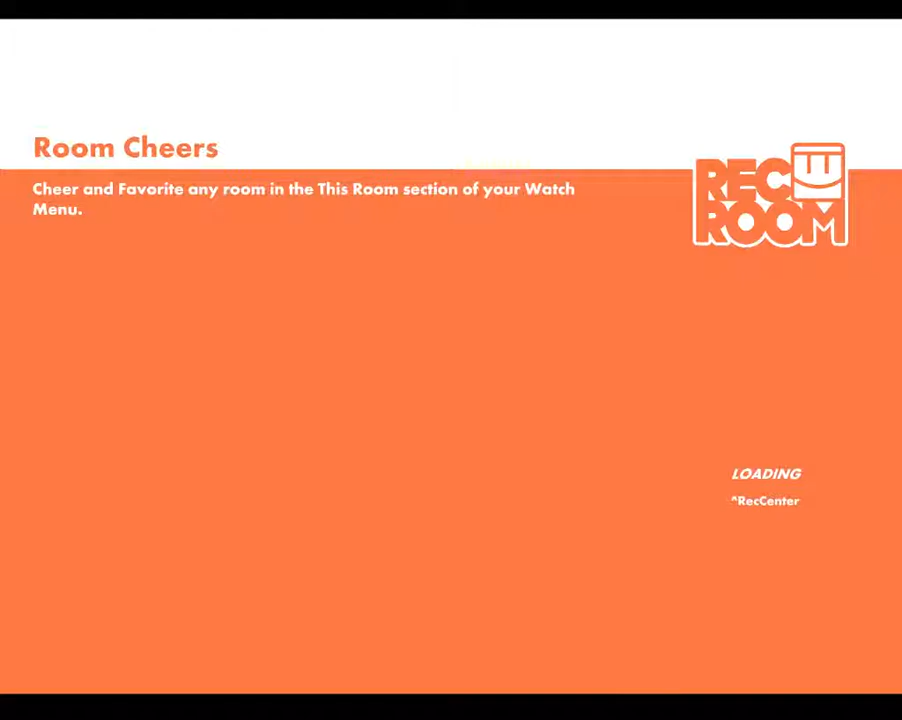 Room Cheers
Cheer and Favorite any room in the This Room section of your Watch
Menu.
REC
ROOM
LOADING
^RecCenter